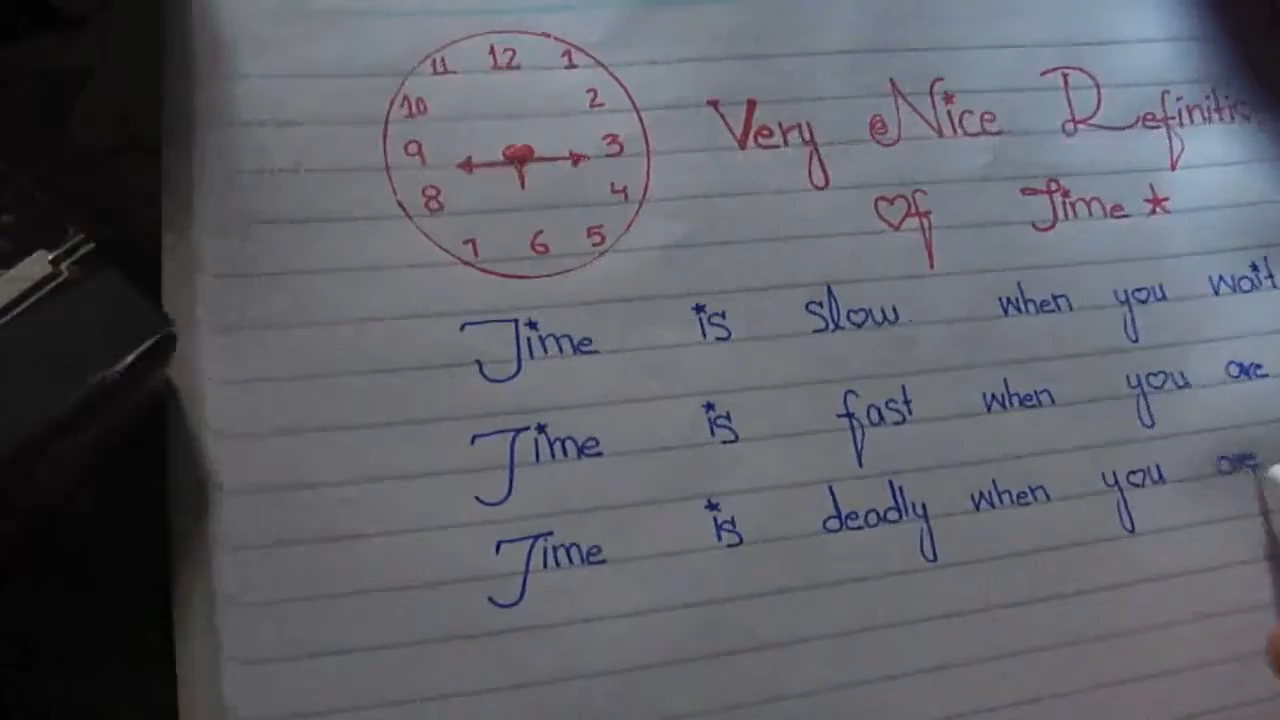 11 12 1
10 2
9 3
8 4
7 6 5
Very Nice Definiti
Of Time
Time is slow when you wait
Time is fast when you are
Time is deadly when you are